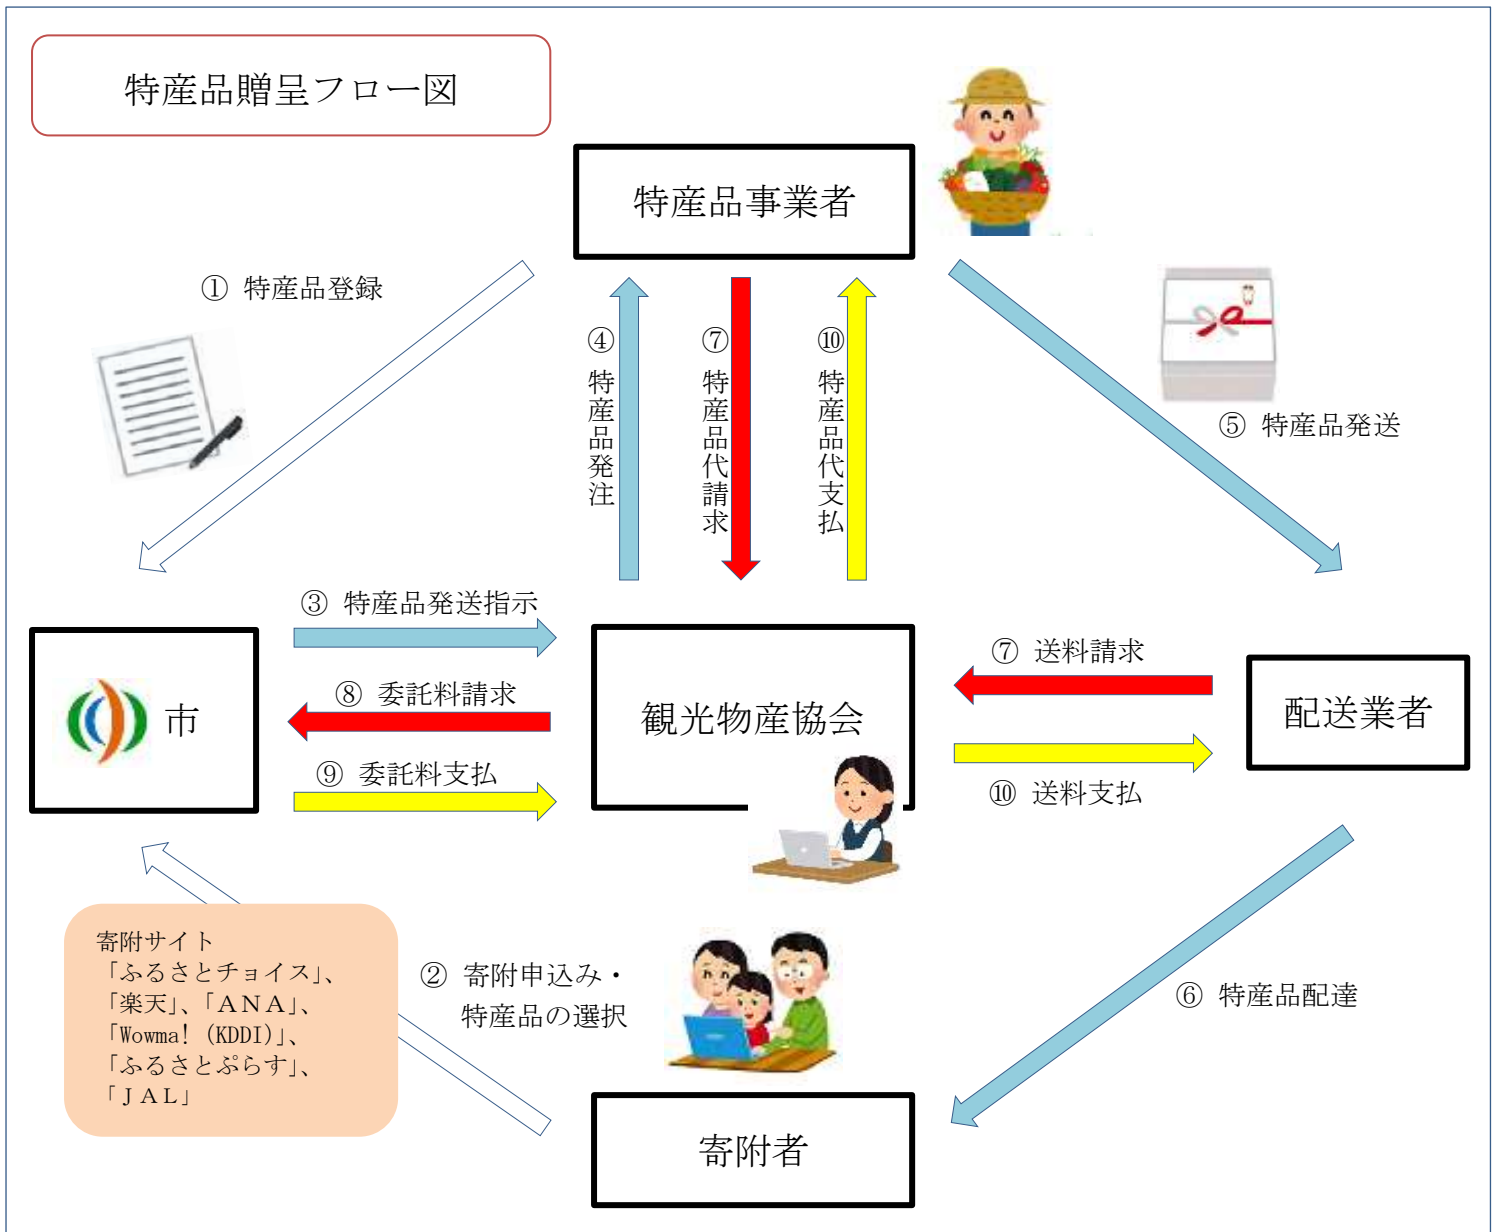 特産品贈呈フロー図
特産品事業者
① 特産品登録
④ 特産品発注
⑦ 特産品代請求
⑩ 特産品代支払
⑤ 特産品発送
③ 特産品発送指示
⑧ 委託料請求
⑨ 委託料支払
市
観光物産協会
⑦ 送料請求
⑩ 送料支払
配送業者
寄附サイト
「ふるさとチョイス」、
「楽天」、「ＡＮＡ」、
「Wowma! (KDDI)」、
「ふるさとぷらす」、
「ＪＡＬ」
② 寄附申込み・
特産品の選択
⑥ 特産品配達
寄附者